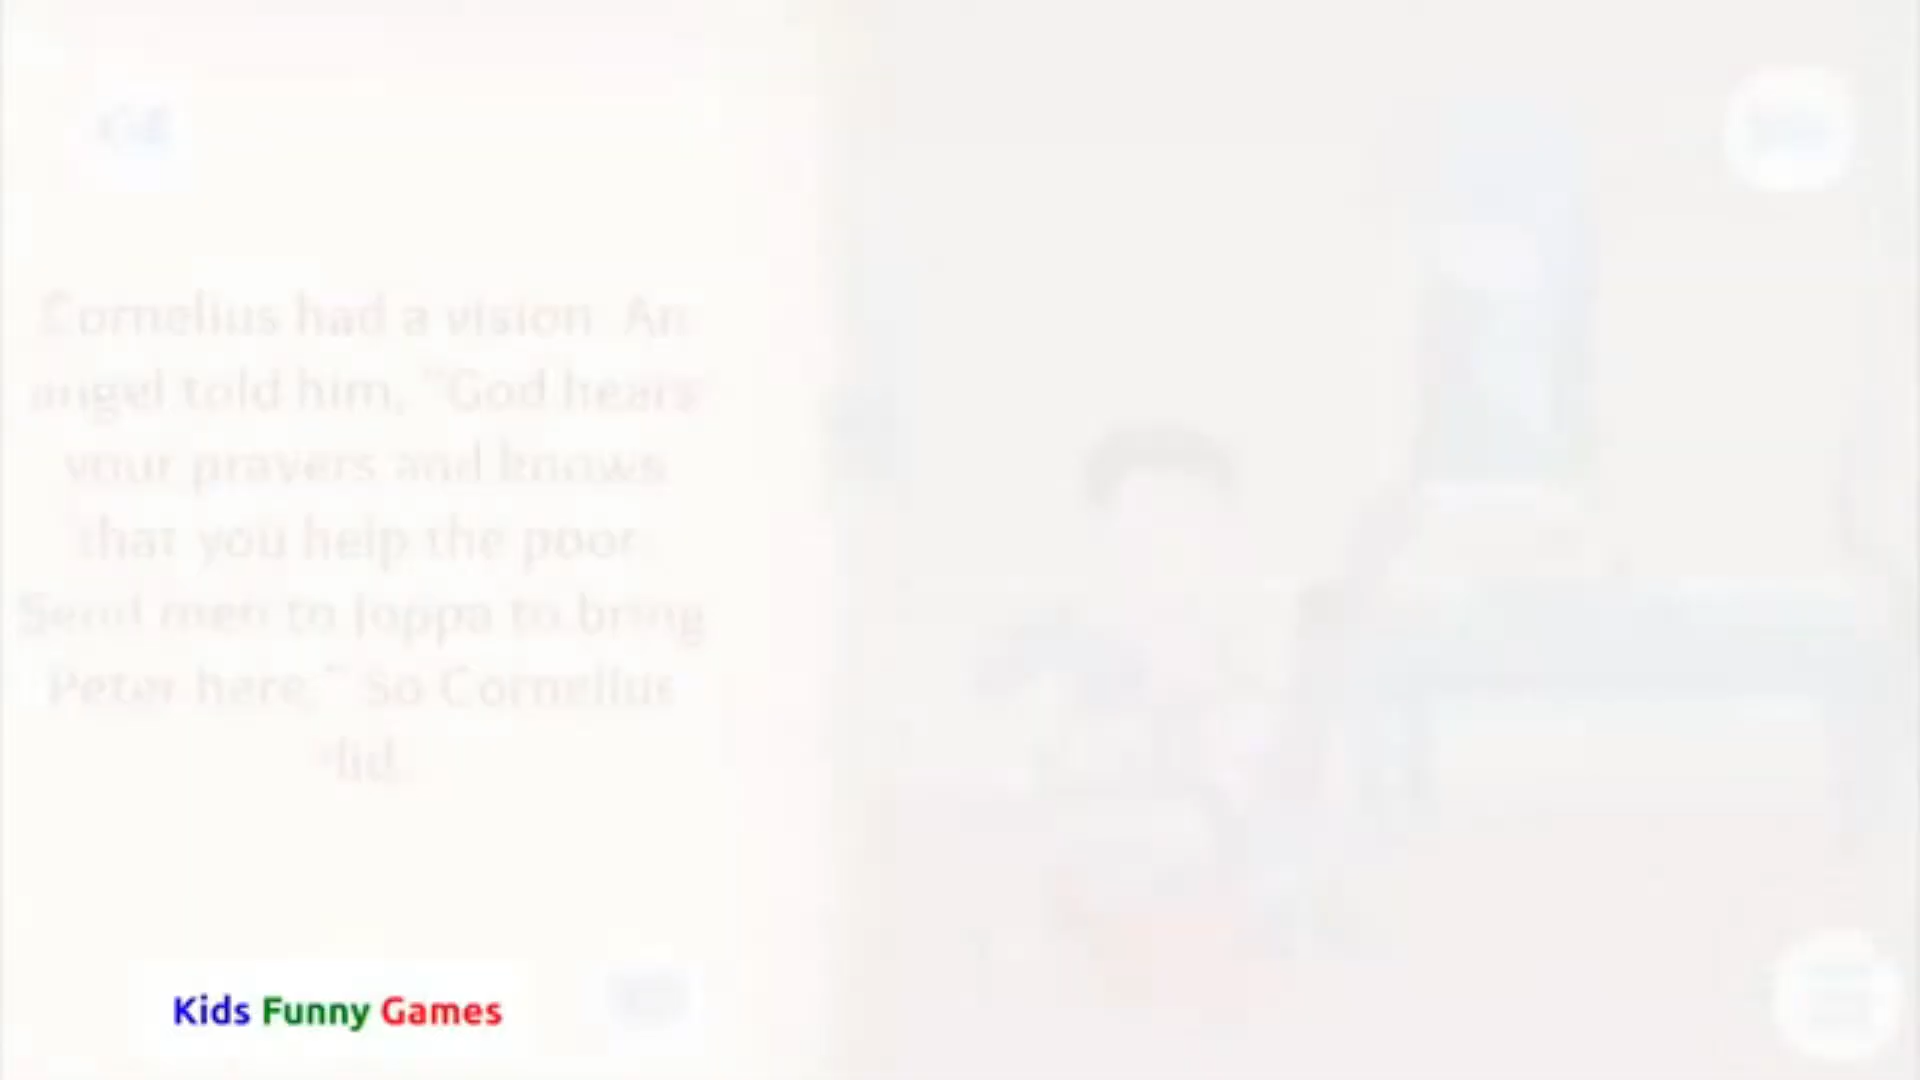 Cornelius had a vision. An
angel told him, "God hears
your prayers and knows
that you help the poor.
Send men to Joppa to bring
Peter here." So Cornelius
did.
Kids Funny Games